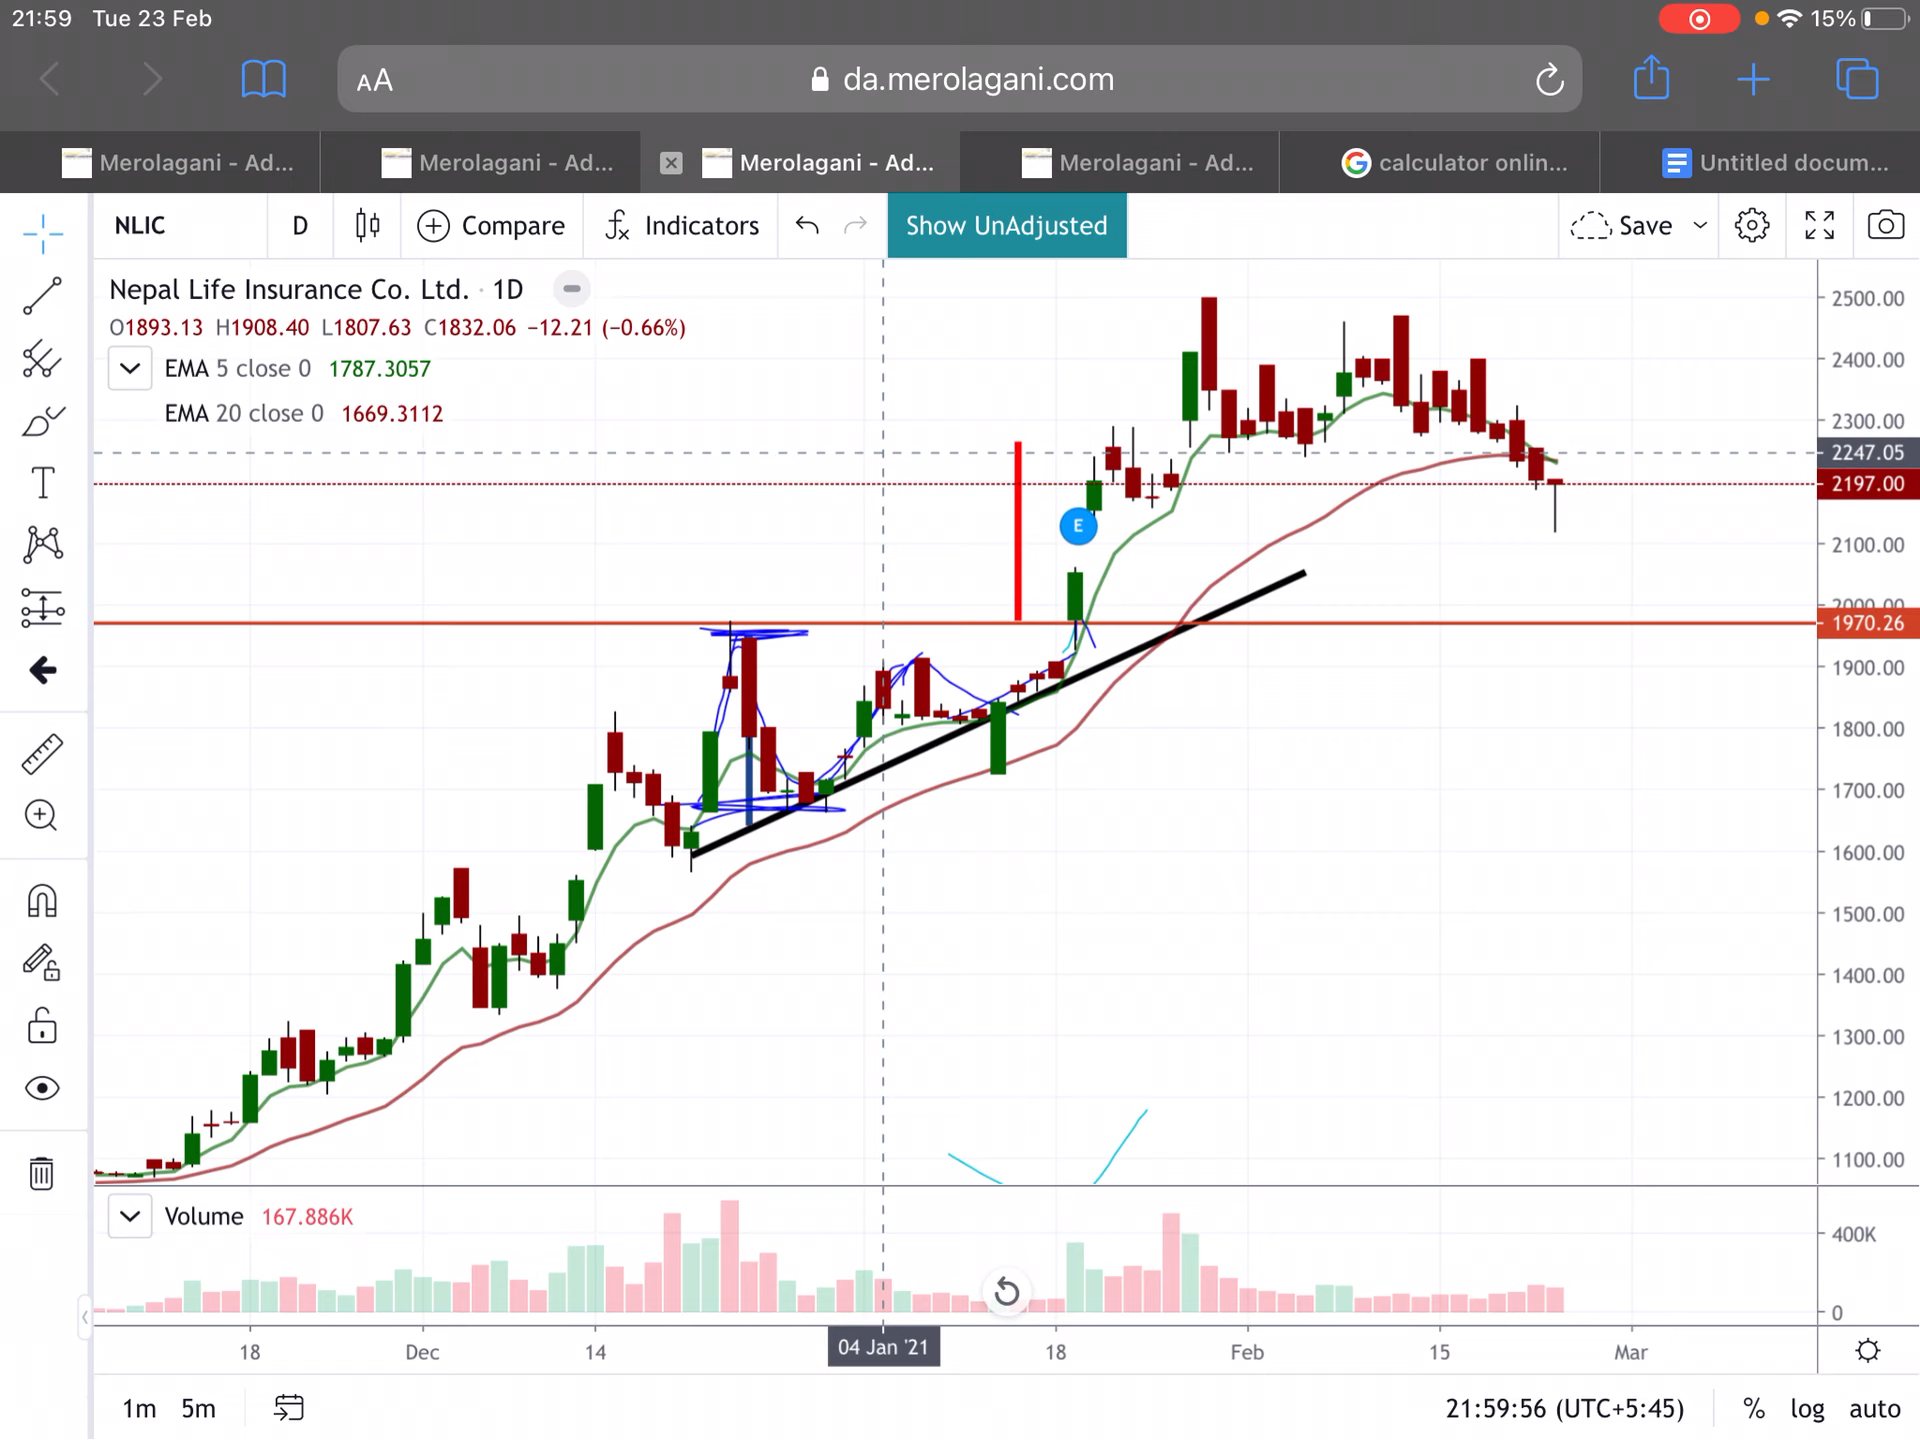 21:59 Tue 23 Feb
15%
AA da.merolagani.com
Merolagani - Ad... Merolagani - Ad... Merolagani - Ad... Merolagani - Ad... calculator onlin... Untitled docum...
NLIC D Compare Indicators Show UnAdjusted Save
Nepal Life Insurance Co. Ltd. · 1D
O1893.13 H1908.40 L1807.63 C1832.06 −12.21 (−0.66%)
EMA 5 close 0 1787.3057
EMA 20 close 0 1669.3112
2500.00
2400.00
2300.00
2247.05
2197.00
2100.00
2000.00
1970.26
1900.00
1800.00
1700.00
1600.00
1500.00
1400.00
1300.00
1200.00
1100.00
E
Volume 167.886K
400K
0
18 Dec 14 04 Jan '21 18 Feb 15 Mar
1m 5m 21:59:56 (UTC+5:45) % log auto